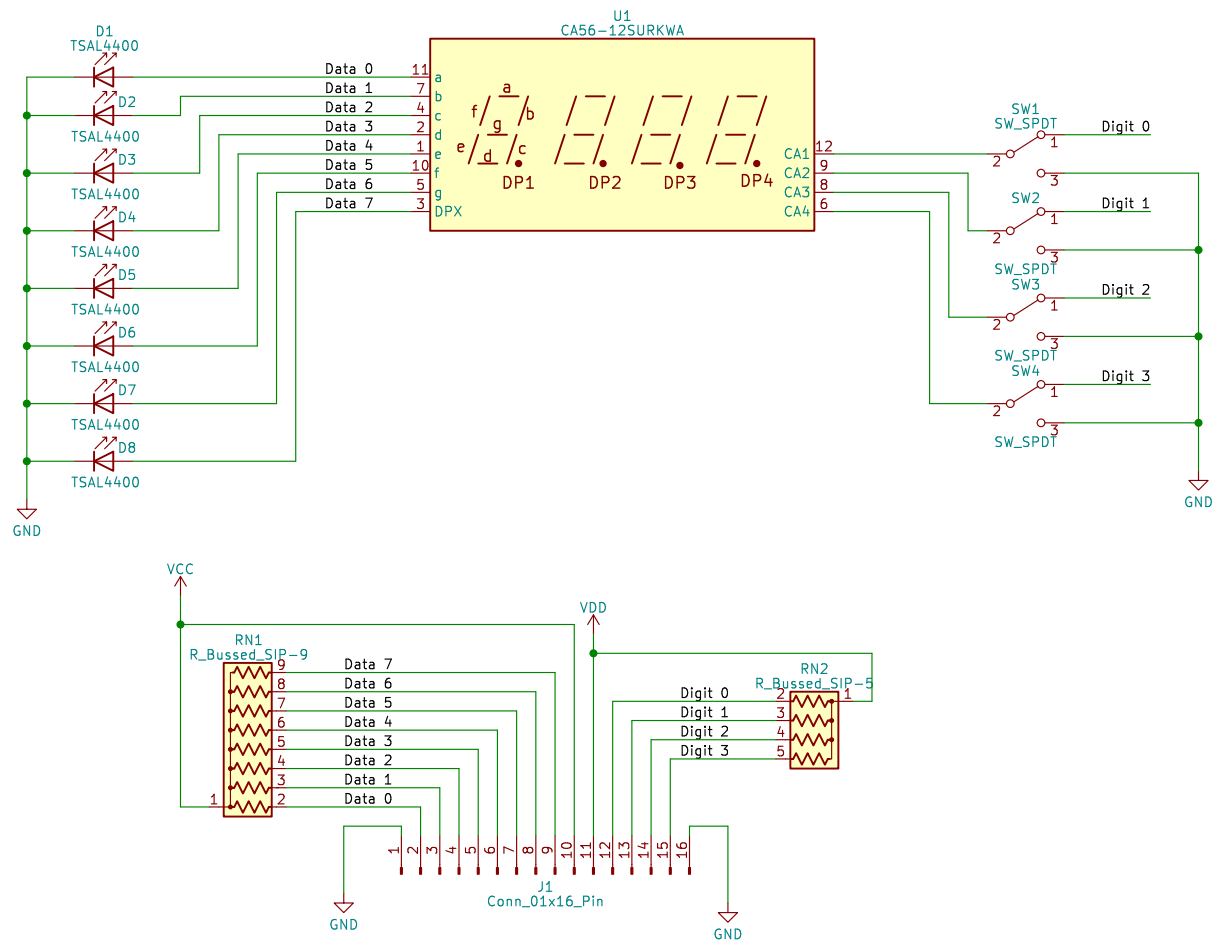 U1
CA56-12SURKWA
D1
TSAL4400
D2
TSAL4400
D3
TSAL4400
D4
TSAL4400
D5
TSAL4400
D6
TSAL4400
D7
TSAL4400
D8
TSAL4400
GND
Data 0 11 a
Data 1 7 b
Data 2 4 c
Data 3 2 d
Data 4 1 e
Data 5 10 f
Data 6 5 g
Data 7 3 DPX
a
f b
g
e c
d
DP1 DP2 DP3 DP4
CA1 12
CA2 9
CA3 8
CA4 6
SW1
SW_SPDT
Digit 0
1
2
3
SW2
Digit 1
1
2
3
SW_SPDT
SW3
Digit 2
1
2
3
SW_SPDT
SW4
Digit 3
1
2
3
SW_SPDT
GND
VCC
RN1
R_Bussed_SIP-9
9 Data 7
8 Data 6
7 Data 5
6 Data 4
5 Data 3
4 Data 2
3 Data 1
1 2 Data 0
VDD
RN2
R_Bussed_SIP-5
Digit 0 2 1
Digit 1 3
Digit 2 4
Digit 3 5
1 2 3 4 5 6 7 8 9 10 11 12 13 14 15 16
J1
Conn_01x16_Pin
GND
GND